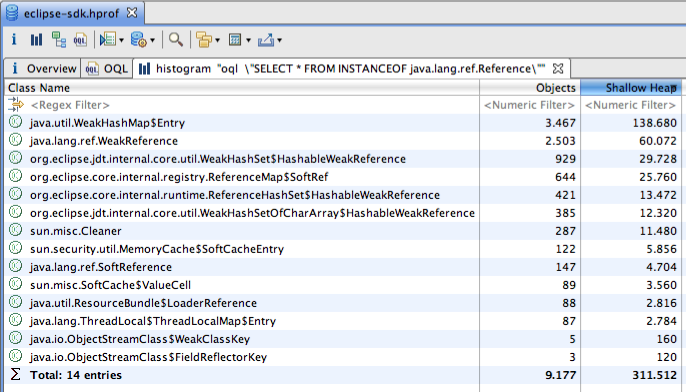 eclipse-sdk.hprof
i
i Overview OQL OQL histogram "oql \"SELECT * FROM INSTANCEOF java.lang.ref.Reference\""
Class Name Objects Shallow Heap
<Regex Filter> <Numeric Filter> <Numeric Filter>
java.util.WeakHashMap$Entry 3.467 138.680
java.lang.ref.WeakReference 2.503 60.072
org.eclipse.jdt.internal.core.util.WeakHashSet$HashableWeakReference 929 29.728
org.eclipse.core.internal.registry.ReferenceMap$SoftRef 644 25.760
org.eclipse.core.internal.runtime.ReferenceHashSet$HashableWeakReference 421 13.472
org.eclipse.jdt.internal.core.util.WeakHashSetOfCharArray$HashableWeakReference 385 12.320
sun.misc.Cleaner 287 11.480
sun.security.util.MemoryCache$SoftCacheEntry 122 5.856
java.lang.ref.SoftReference 147 4.704
sun.misc.SoftCache$ValueCell 89 3.560
java.util.ResourceBundle$LoaderReference 88 2.816
java.lang.ThreadLocal$ThreadLocalMap$Entry 87 2.784
java.io.ObjectStreamClass$WeakClassKey 5 160
java.io.ObjectStreamClass$FieldReflectorKey 3 120
Σ Total: 14 entries 9.177 311.512